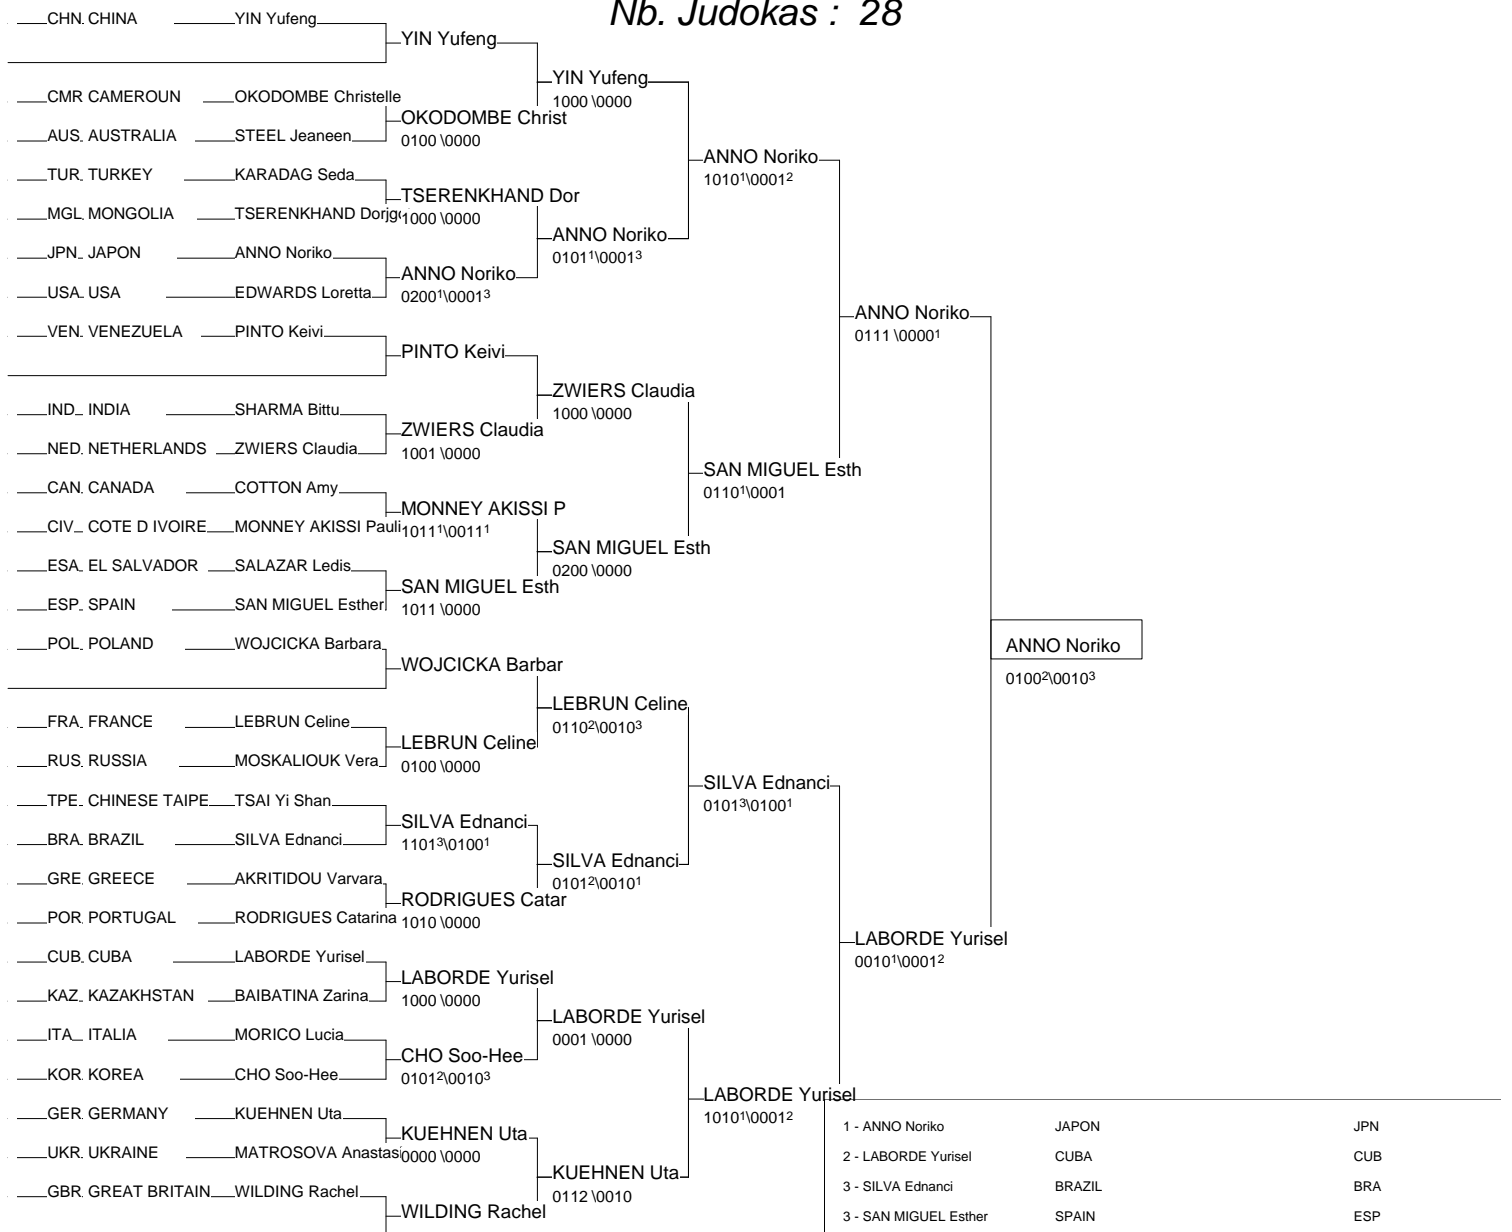 Nb. Judokas : 28
CHN. CHINA YIN Yufeng
YIN Yufeng
YIN Yufeng
1000 \0000
CMR CAMEROUN OKODOMBE Christelle
OKODOMBE Christ
0100 \0000
AUS. AUSTRALIA STEEL Jeaneen
ANNO Noriko
1010¹\0001²
TUR. TURKEY KARADAG Seda
TSERENKHAND Dor
1000 \0000
MGL. MONGOLIA TSERENKHAND Dorjgo
ANNO Noriko
0101¹\0001³
JPN_ JAPON ANNO Noriko
ANNO Noriko
0200¹\0001³
USA. USA EDWARDS Loretta
ANNO Noriko
0111 \0000¹
VEN. VENEZUELA PINTO Keivi
PINTO Keivi
ZWIERS Claudia
1000 \0000
IND_ INDIA SHARMA Bittu
ZWIERS Claudia
1001 \0000
NED. NETHERLANDS ZWIERS Claudia
SAN MIGUEL Esth
0110¹\0001
CAN. CANADA COTTON Amy
MONNEY AKISSI P
1011¹\0011¹
CIV_ COTE D IVOIRE MONNEY AKISSI Pauli
SAN MIGUEL Esth
0200 \0000
ESA. EL SALVADOR SALAZAR Ledis
SAN MIGUEL Esth
1011 \0000
ESP_ SPAIN SAN MIGUEL Esther
ANNO Noriko
0100²\0010³
POL. POLAND WOJCICKA Barbara
WOJCICKA Barbar
LEBRUN Celine
0110²\0010³
FRA. FRANCE LEBRUN Celine
LEBRUN Celine
0100 \0000
RUS. RUSSIA MOSKALIOUK Vera
SILVA Ednanci
0101³\0100¹
TPE. CHINESE TAIPE TSAI Yi Shan
SILVA Ednanci
1101³\0100¹
BRA. BRAZIL SILVA Ednanci
SILVA Ednanci
0101²\0010¹
GRE. GREECE AKRITIDOU Varvara
RODRIGUES Catar
1010 \0000
POR. PORTUGAL RODRIGUES Catarina
LABORDE Yurisel
0010¹\0001²
CUB. CUBA LABORDE Yurisel
LABORDE Yurisel
1000 \0000
KAZ_ KAZAKHSTAN BAIBATINA Zarina
LABORDE Yurisel
0001 \0000
ITA_ ITALIA MORICO Lucia
CHO Soo-Hee
0101²\0010³
KOR. KOREA CHO Soo-Hee
LABORDE Yurisel
1010¹\0001²
GER. GERMANY KUEHNEN Uta
KUEHNEN Uta
0000 \0000
UKR. UKRAINE MATROSOVA Anastasi
KUEHNEN Uta
0112 \0010
GBR. GREAT BRITAIN WILDING Rachel
WILDING Rachel
1 - ANNO Noriko JAPON JPN
2 - LABORDE Yurisel CUBA CUB
3 - SILVA Ednanci BRAZIL BRA
3 - SAN MIGUEL Esther SPAIN ESP